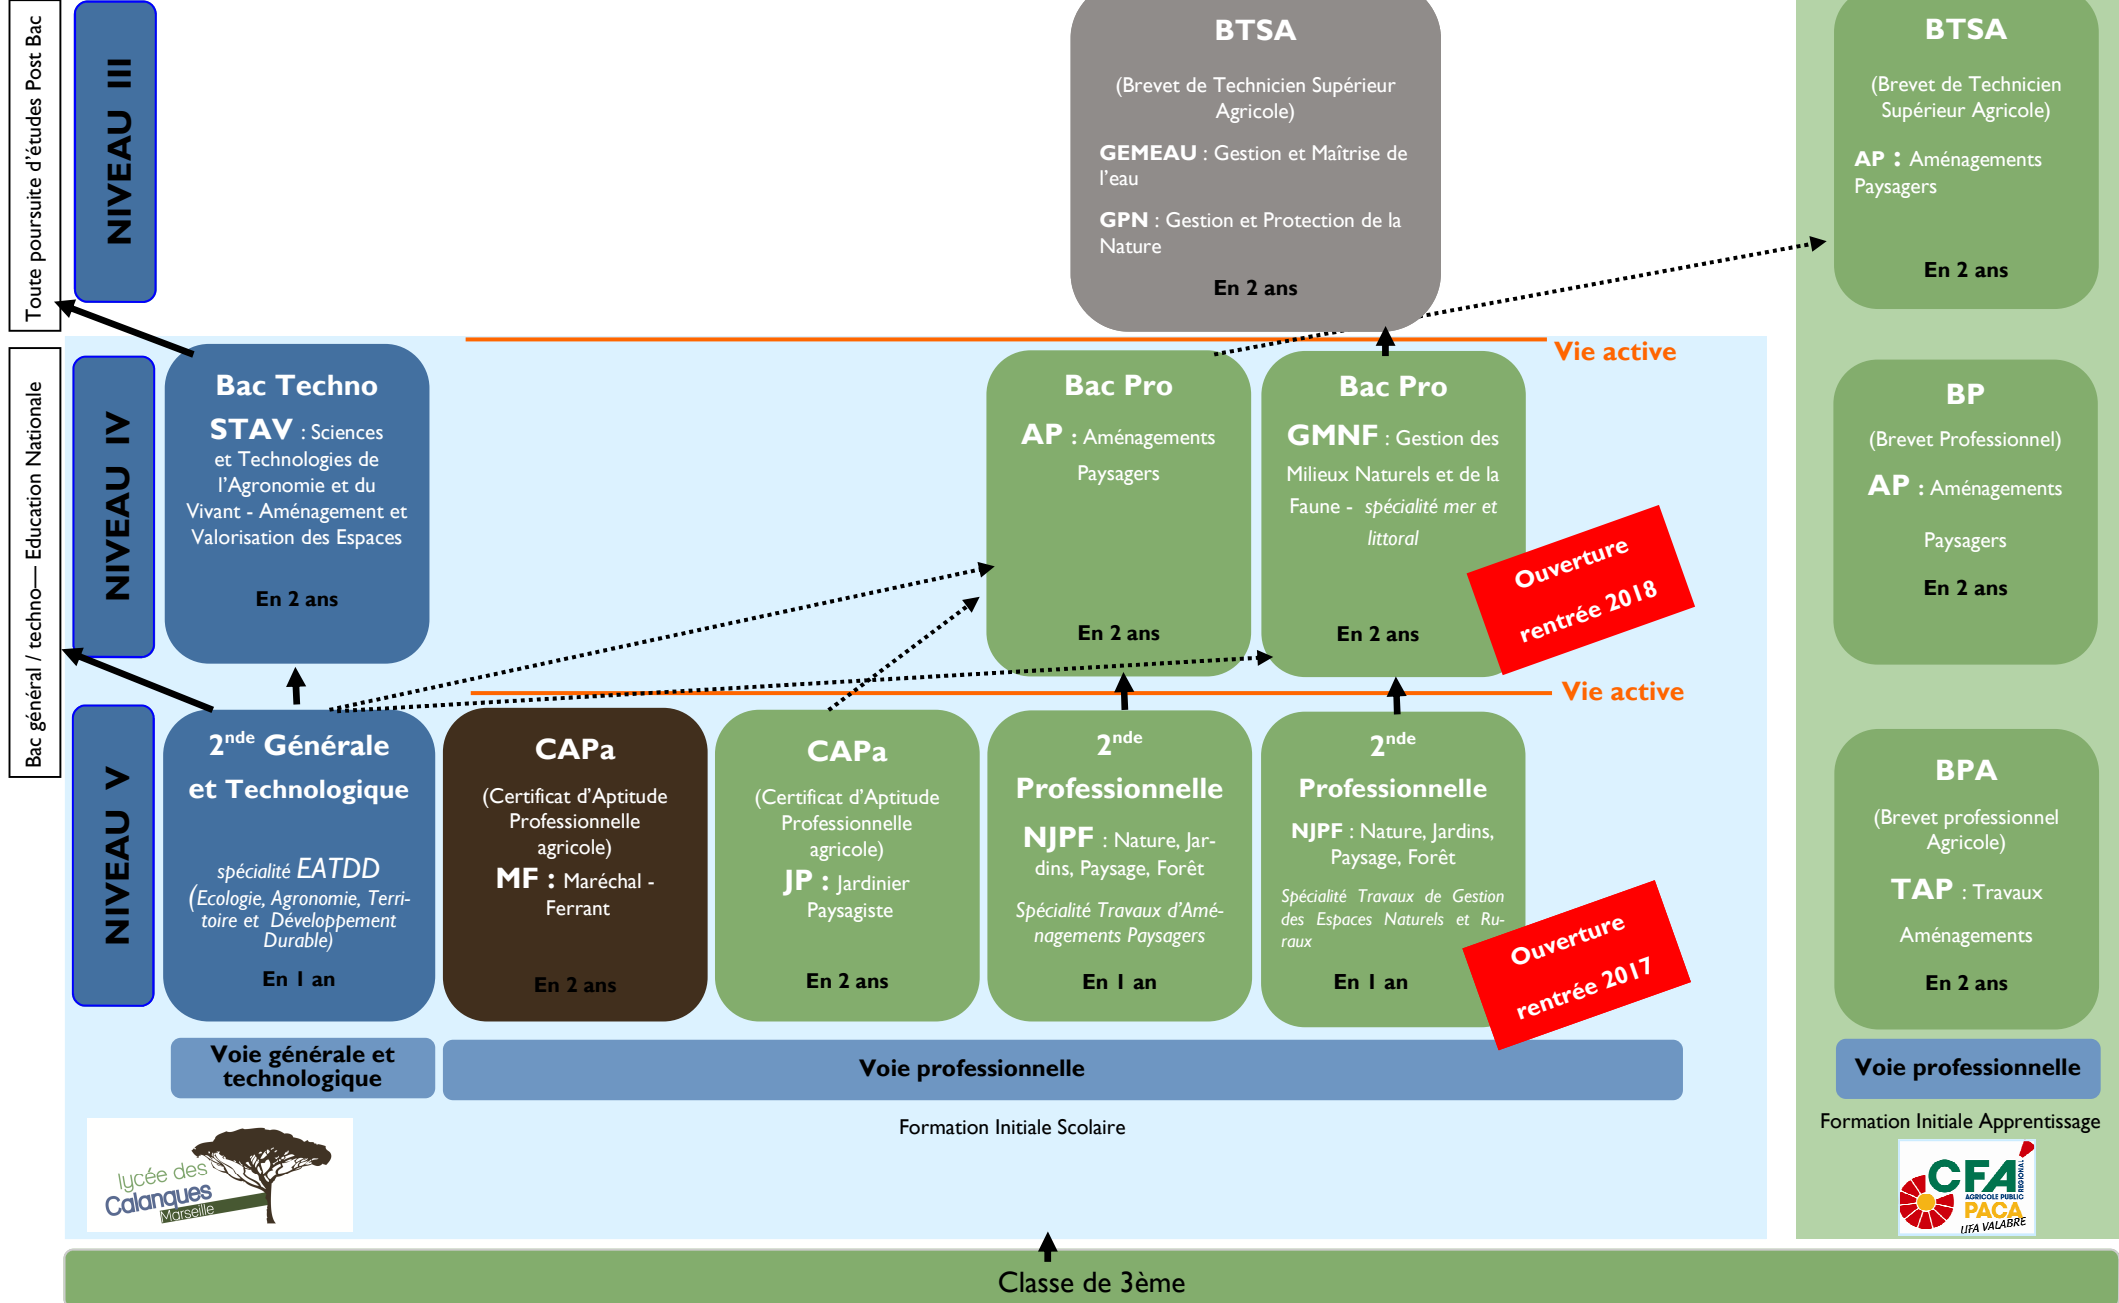 Toute poursuite d'études Post Bac
NIVEAU III
BTSA
(Brevet de Technicien Supérieur
Agricole)
GEMEAU : Gestion et Maîtrise de
l'eau
GPN : Gestion et Protection de la
Nature
En 2 ans
BTSA
(Brevet de Technicien
Supérieur Agricole)
AP : Aménagements
Paysagers
En 2 ans
Vie active
Bac général / techno— Education Nationale
NIVEAU IV
Bac Techno
STAV : Sciences
et Technologies de
l'Agronomie et du
Vivant - Aménagement et
Valorisation des Espaces
En 2 ans
Bac Pro
AP : Aménagements
Paysagers
En 2 ans
Bac Pro
GMNF : Gestion des
Milieux Naturels et de la
Faune - spécialité mer et
littoral
En 2 ans
Ouverture
rentrée 2018
BP
(Brevet Professionnel)
AP : Aménagements
Paysagers
En 2 ans
Vie active
NIVEAU V
2nde Générale
et Technologique
spécialité EATDD
(Ecologie, Agronomie, Terri-
toire et Développement
Durable)
En 1 an
CAPa
(Certificat d'Aptitude
Professionnelle
agricole)
MF : Maréchal -
Ferrant
En 2 ans
CAPa
(Certificat d'Aptitude
Professionnelle
agricole)
JP : Jardinier
Paysagiste
En 2 ans
2nde
Professionnelle
NJPF : Nature, Jar-
dins, Paysage, Forêt
Spécialité Travaux d'Amé-
nagements Paysagers
En 1 an
2nde
Professionnelle
NJPF : Nature, Jardins,
Paysage, Forêt
Spécialité Travaux de Gestion
des Espaces Naturels et Ru-
raux
En 1 an
Ouverture
rentrée 2017
BPA
(Brevet professionnel
Agricole)
TAP : Travaux
Aménagements
En 2 ans
Voie générale et
technologique
Voie professionnelle
Voie professionnelle
Formation Initiale Scolaire
Formation Initiale Apprentissage
lycée des
Calanques
Marseille
CFA
RÉGIONAL
AGRICOLE PUBLIC
PACA
UFA VALABRE
Classe de 3ème